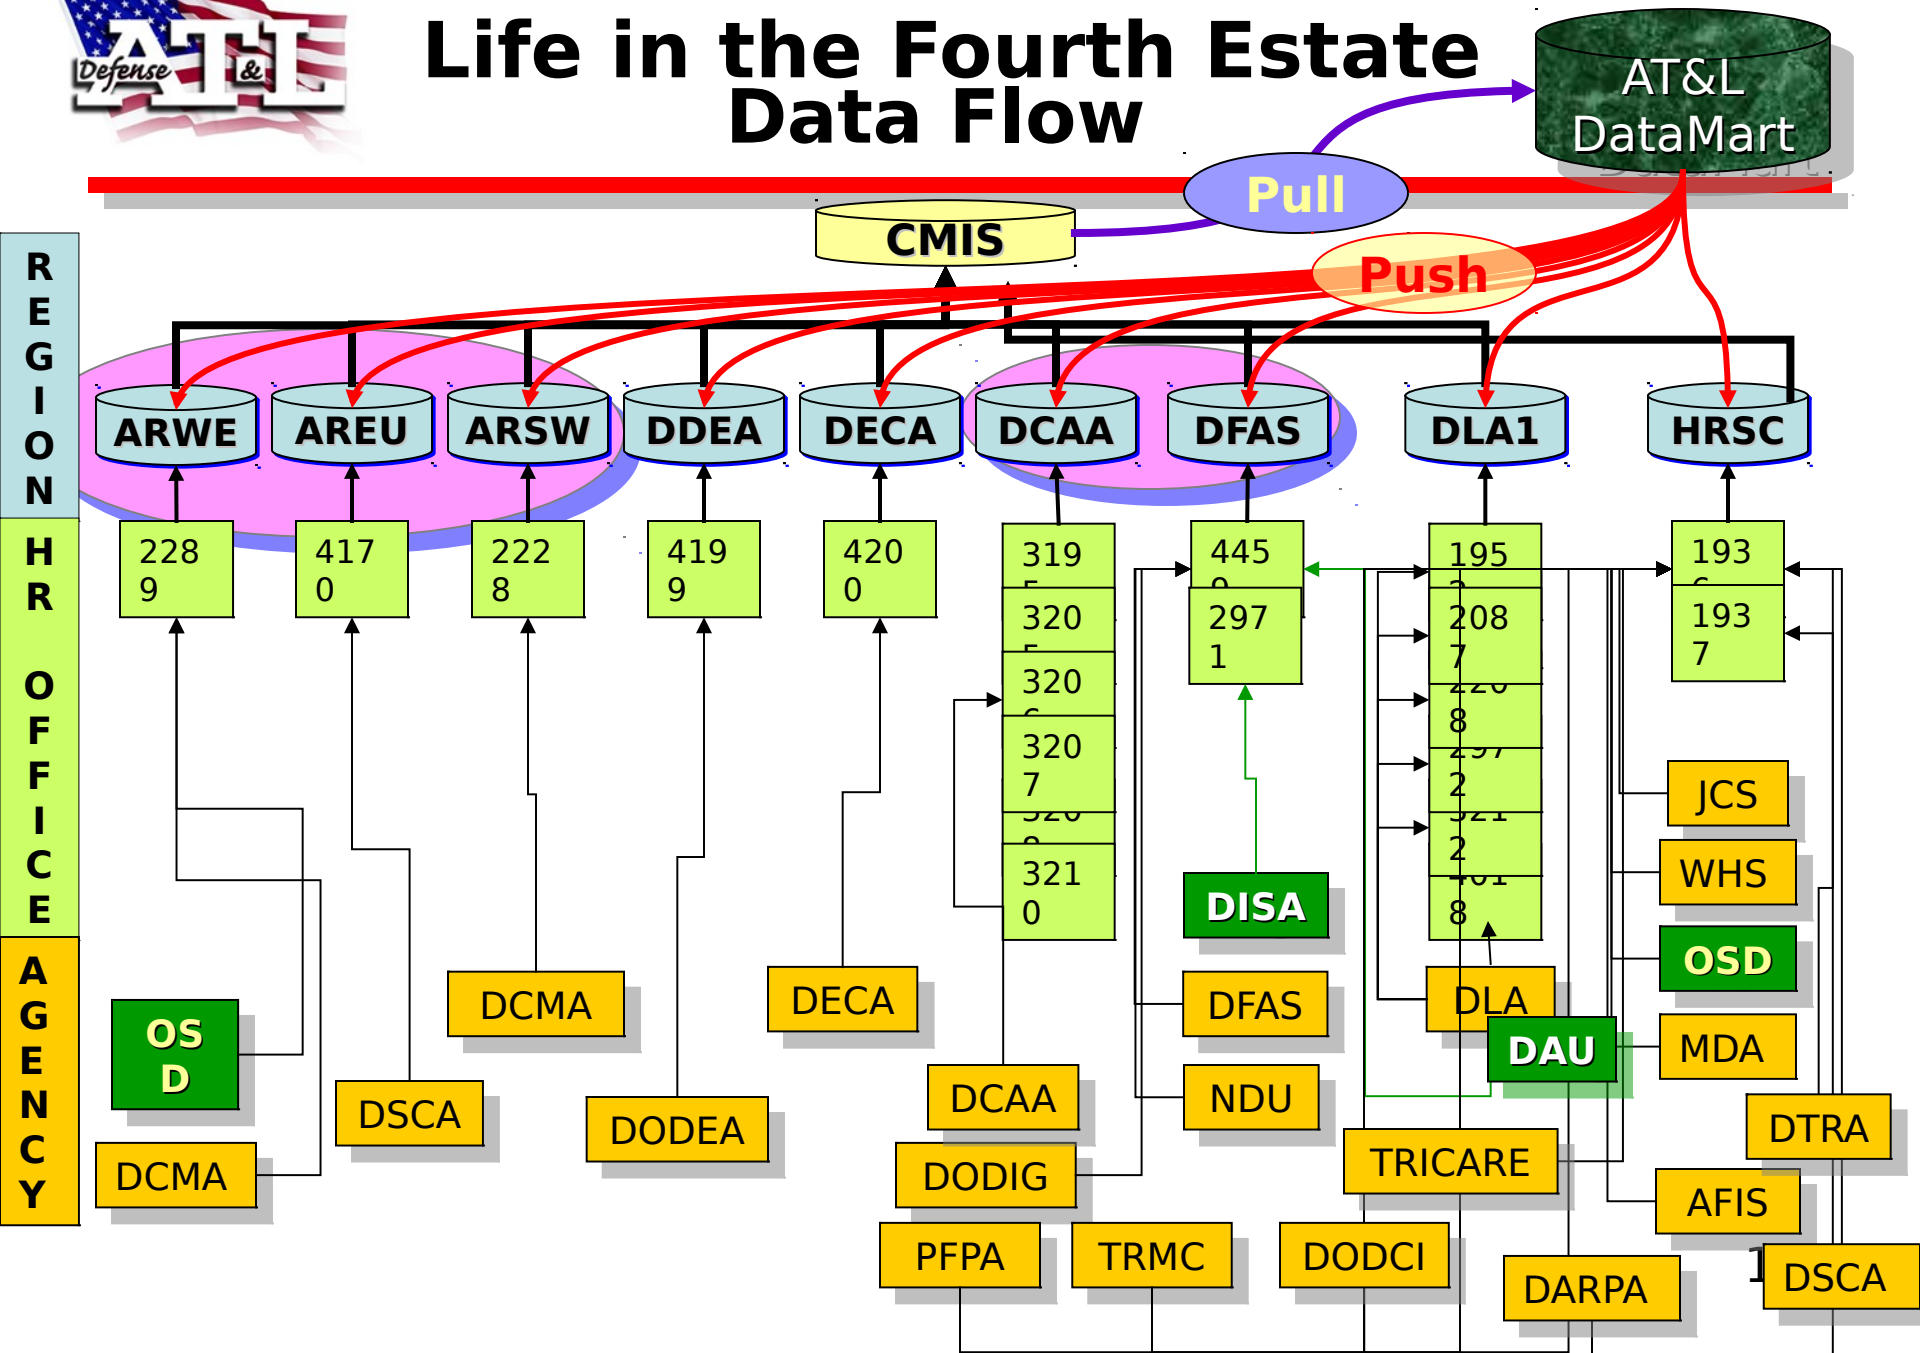 AT&L
Defense
&
Life in the Fourth Estate
Data Flow
AT&L
DataMart
Pull
CMIS
Push
REGION
HR OFFICE
AGENCY
ARWE
AREU
ARSW
DDEA
DECA
DCAA
DFAS
DLA1
HRSC
228
9
417
0
222
8
419
9
420
0
319
320
320
320
7
8
321
0
445
297
1
195
208
7
8
2
2
8
193
193
7
JCS
WHS
OSD
MDA
DTRA
AFIS
DSCA
DISA
DFAS
NDU
DLA
DAU
TRICARE
DODCI
DARPA
1
OS
D
DCMA
DSCA
DCMA
DODEA
DECA
DCAA
DODIG
PFPA
TRMC